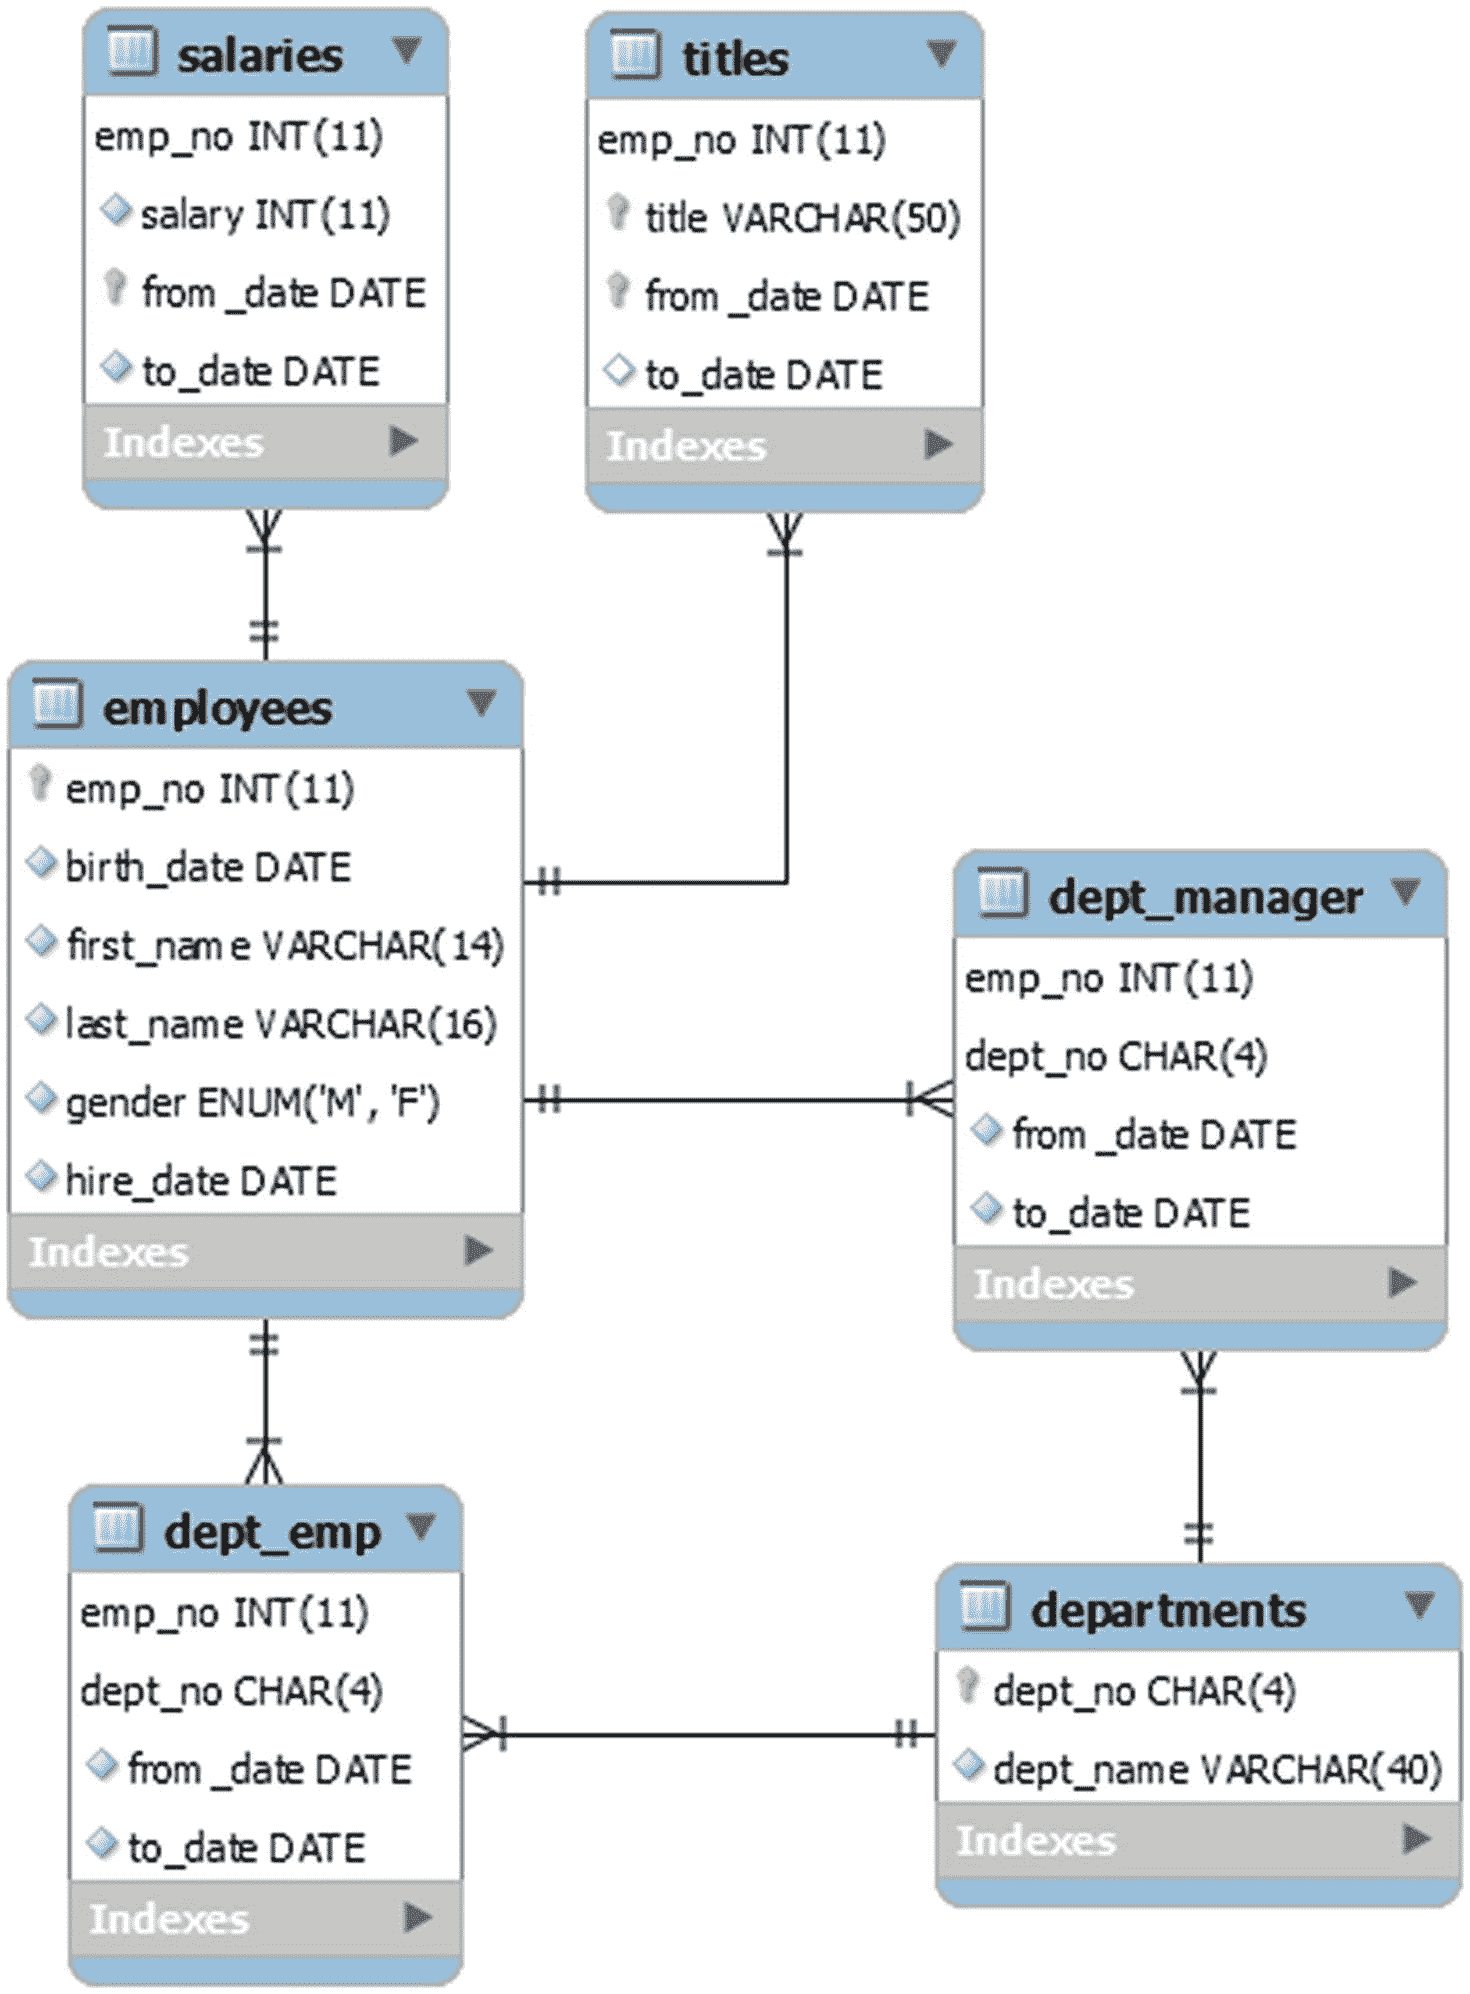 salaries
emp_no INT(11)
salary INT(11)
from_date DATE
to_date DATE
Indexes
titles
emp_no INT(11)
title VARCHAR(50)
from_date DATE
to_date DATE
Indexes
employees
emp_no INT(11)
birth_date DATE
first_name VARCHAR(14)
last_name VARCHAR(16)
gender ENUM('M', 'F')
hire_date DATE
Indexes
dept_manager
emp_no INT(11)
dept_no CHAR(4)
from_date DATE
to_date DATE
Indexes
dept_emp
emp_no INT(11)
dept_no CHAR(4)
from_date DATE
to_date DATE
Indexes
departments
dept_no CHAR(4)
dept_name VARCHAR(40)
Indexes